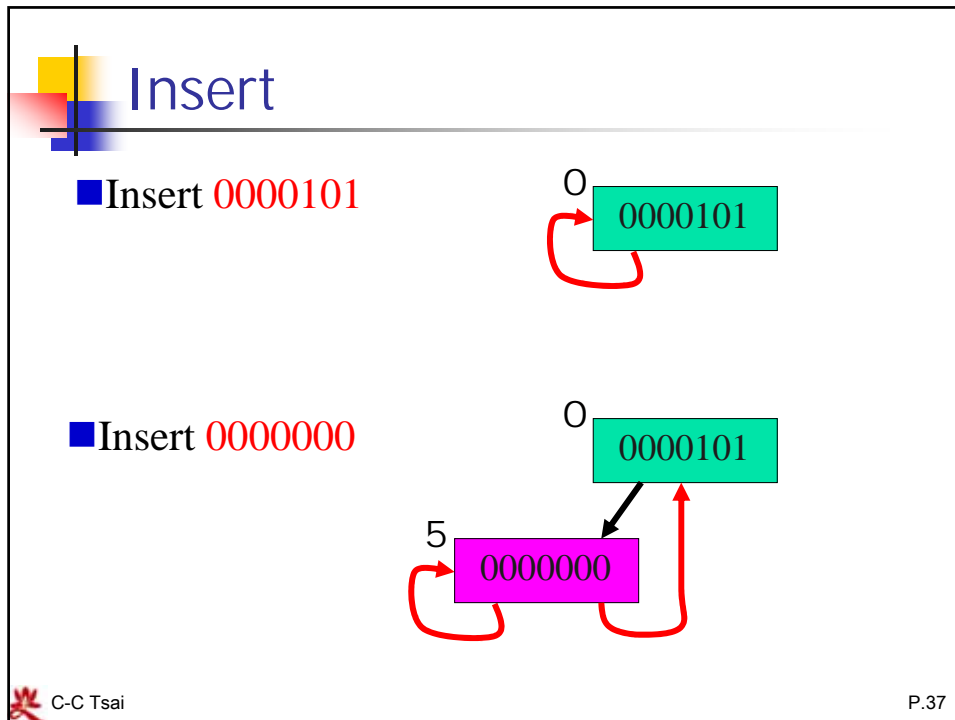 Insert
Insert 0000101
0
0000101
Insert 0000000
0
0000101
5
0000000
C-C Tsai
P.37